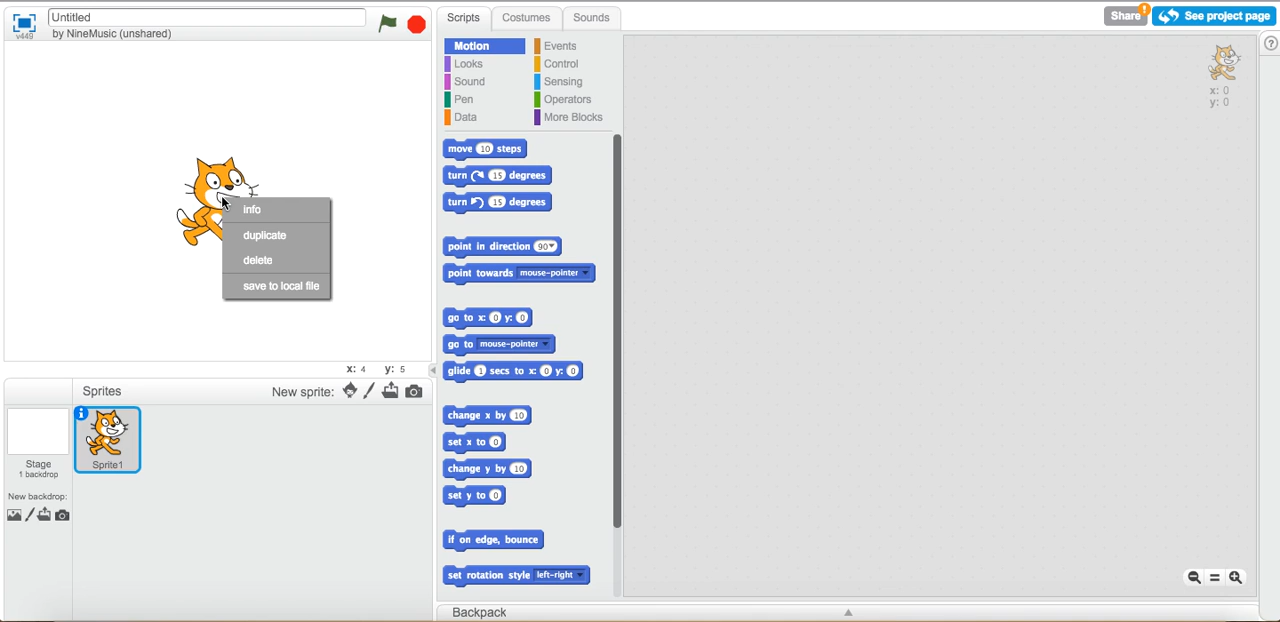 Untitled
by NineMusic (unshared)
v449
info
duplicate
delete
save to local file
x: 4 y: 5
Sprites
New sprite:
Stage
1 backdrop
New backdrop:
Sprite1
Scripts Costumes Sounds
Share
See project page
Motion
Looks
Sound
Pen
Data
Events
Control
Sensing
Operators
More Blocks
move 10 steps
turn 15 degrees
turn 15 degrees
point in direction 90
point towards mouse-pointer
go to x: 0 y: 0
go to mouse-pointer
glide 1 secs to x: 0 y: 0
change x by 10
set x to 0
change y by 10
set y to 0
if on edge, bounce
set rotation style left-right
x: 0
y: 0
Backpack